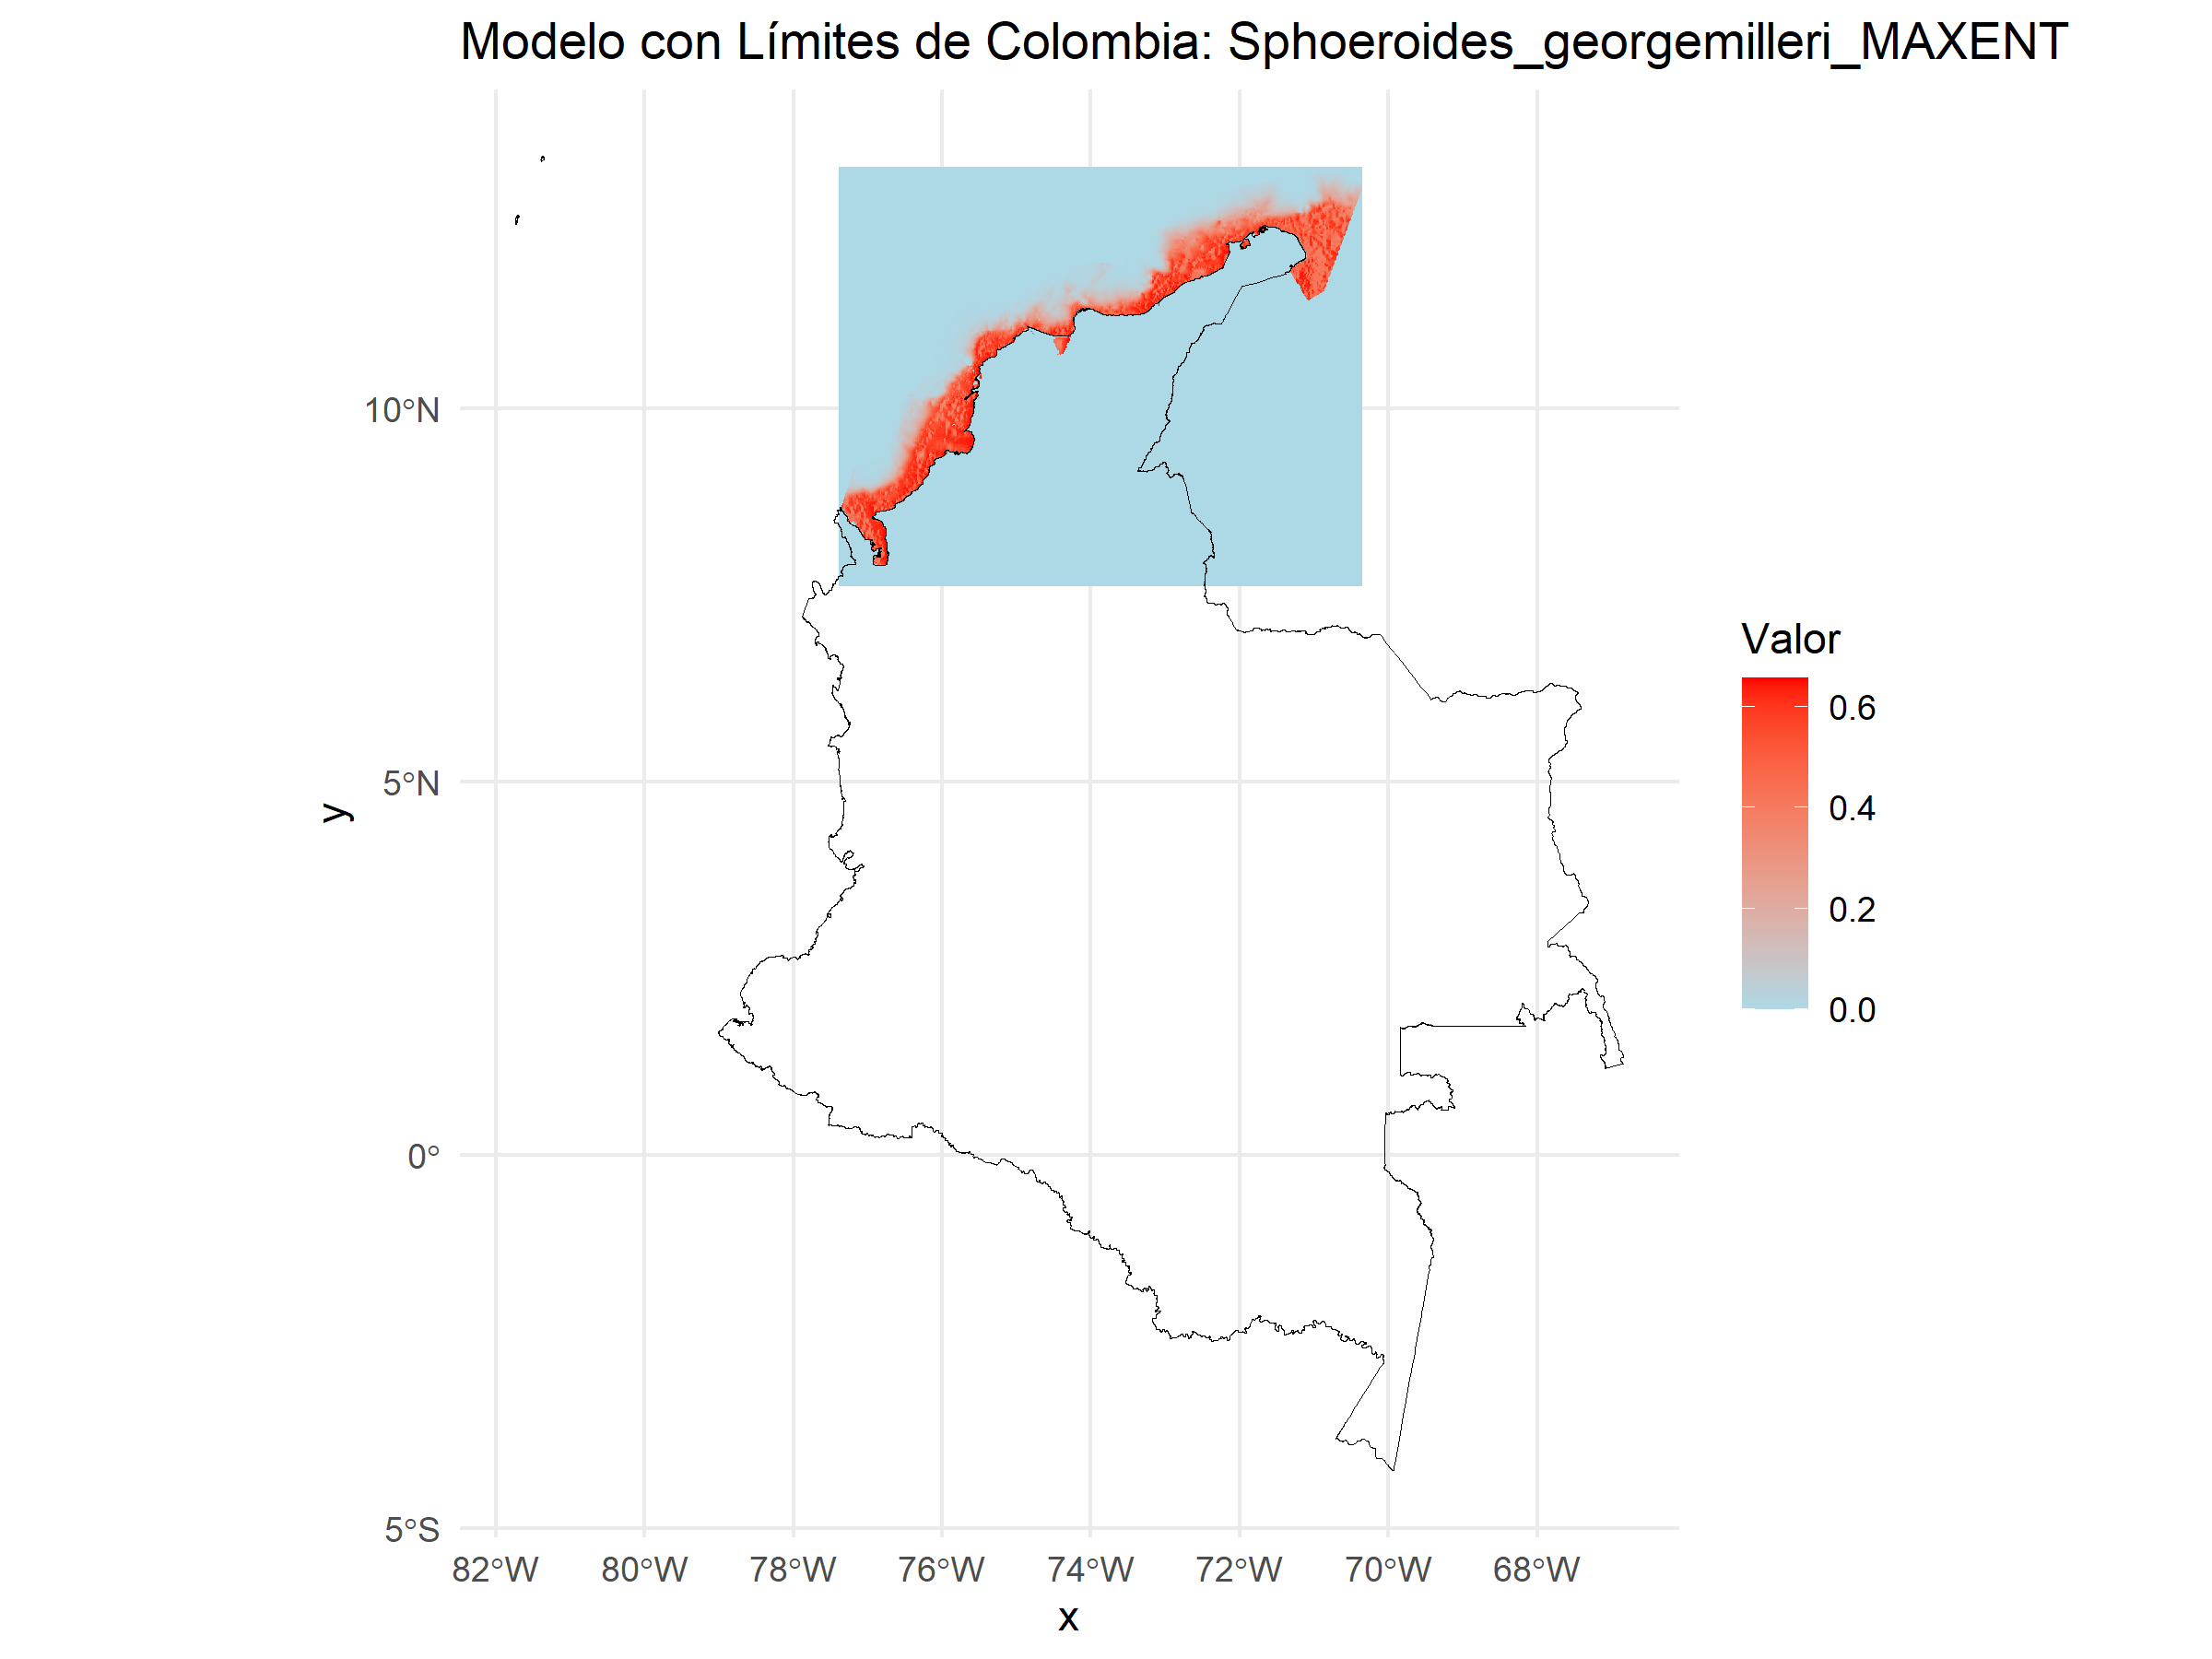 Modelo con Límites de Colombia: Sphoeroides_georgemilleri_MAXENT
10°N
5°N
0°
5°S
y
82°W 80°W 78°W 76°W 74°W 72°W 70°W 68°W
x
Valor
0.6
0.4
0.2
0.0